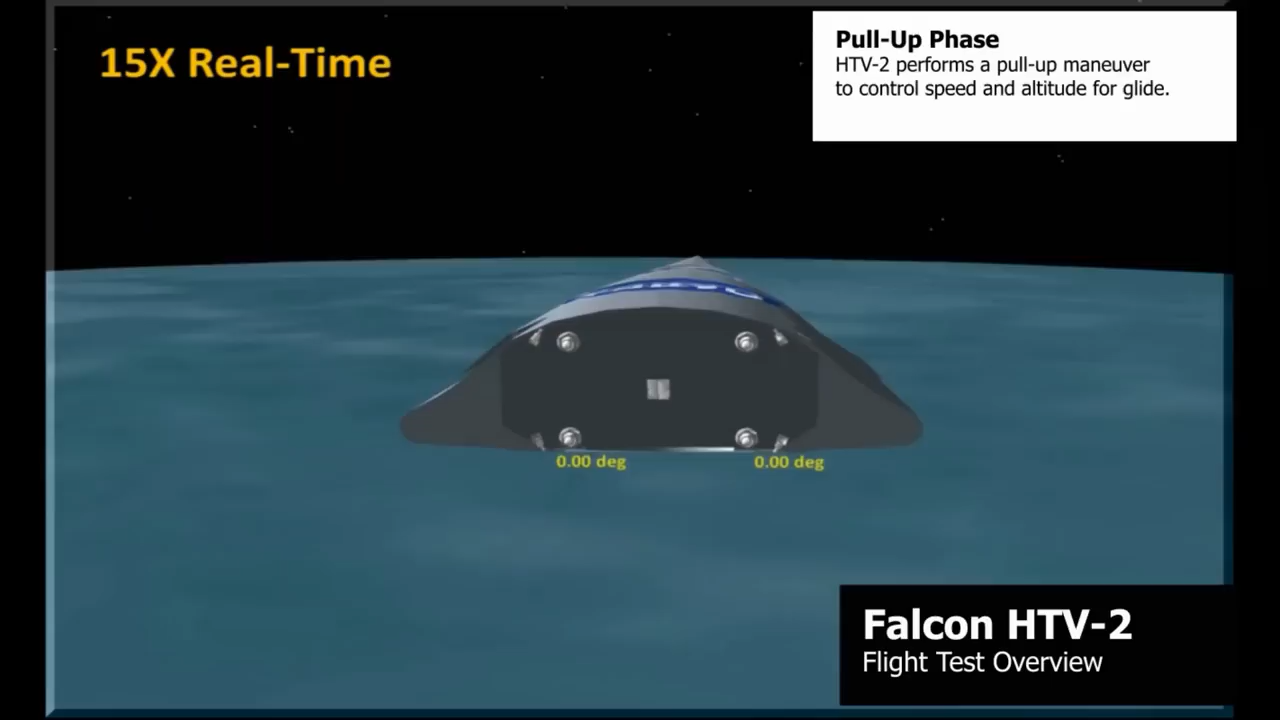 15X Real-Time
Pull-Up Phase
HTV-2 performs a pull-up maneuver
to control speed and altitude for glide.
0.00 deg
0.00 deg
Falcon HTV-2
Flight Test Overview